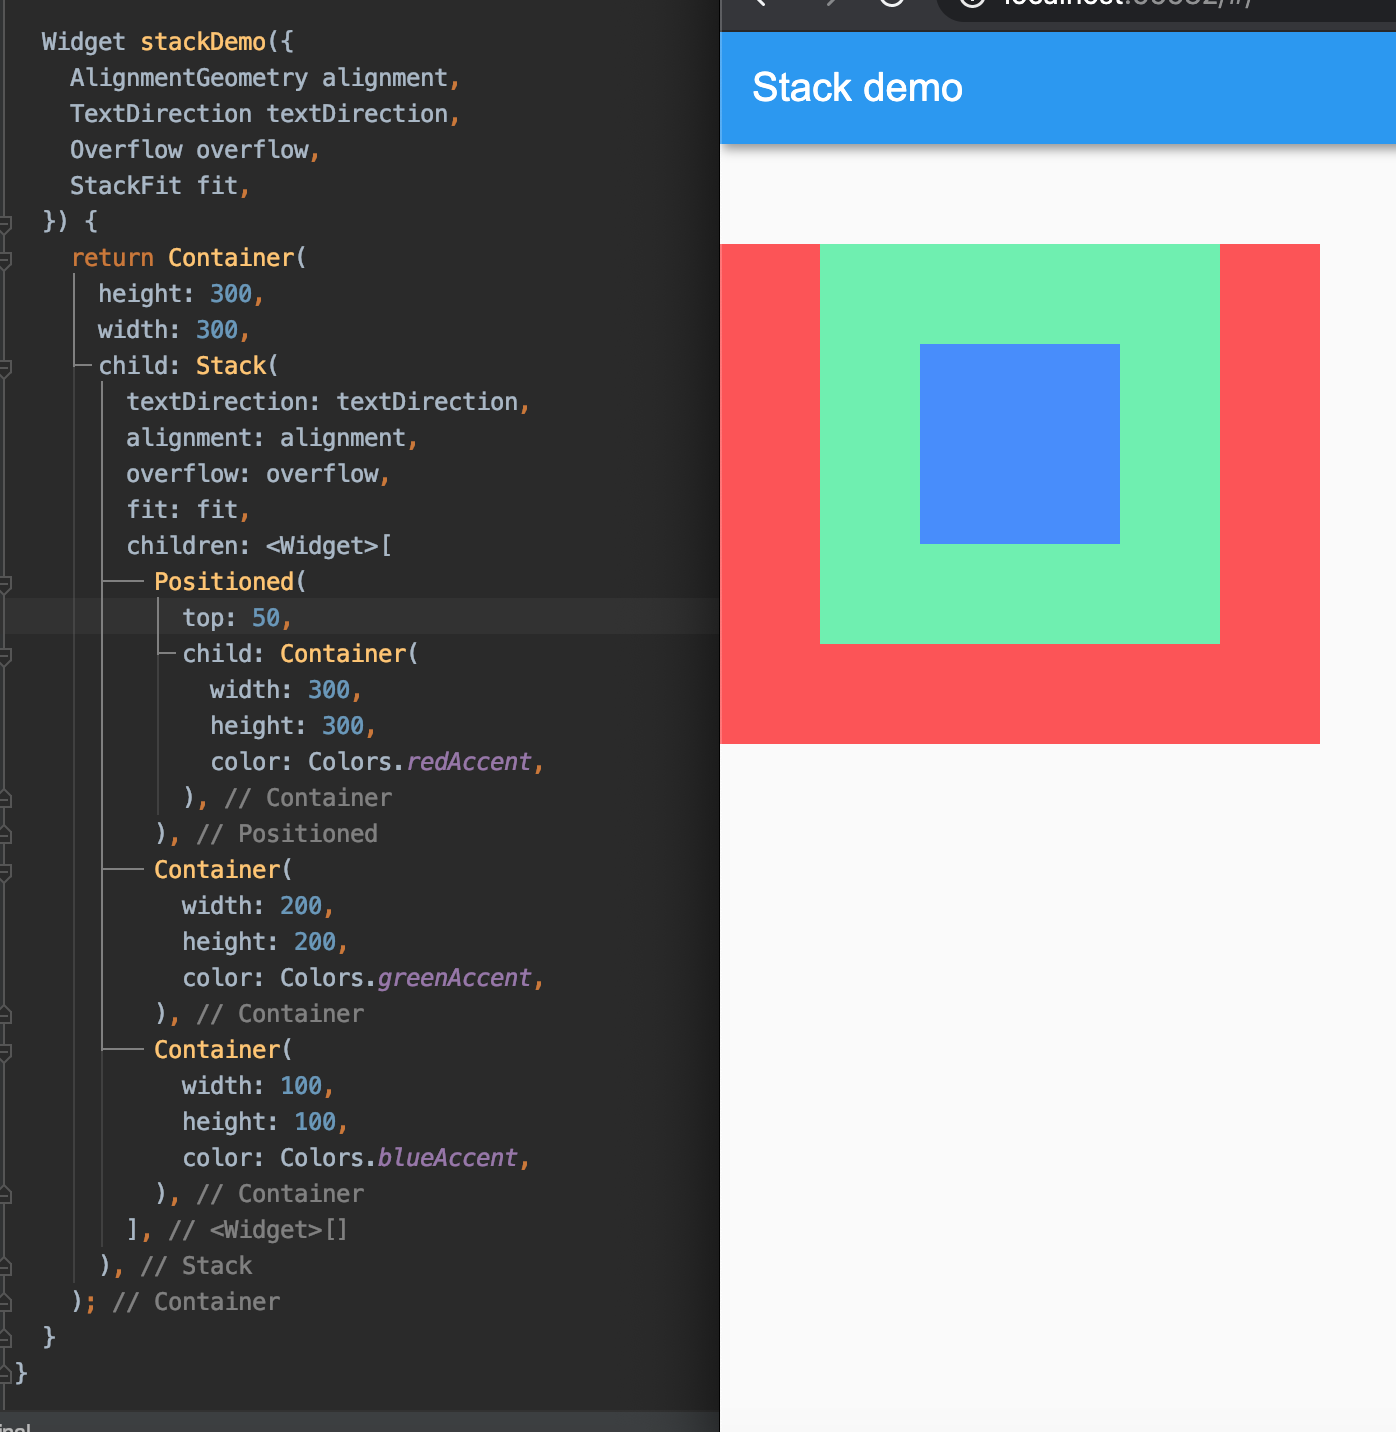 Widget stackDemo({
AlignmentGeometry alignment,
TextDirection textDirection,
Overflow overflow,
StackFit fit,
}) {
return Container(
height: 300,
width: 300,
child: Stack(
textDirection: textDirection,
alignment: alignment,
overflow: overflow,
fit: fit,
children: <Widget>[
Positioned(
top: 50,
child: Container(
width: 300,
height: 300,
color: Colors.redAccent,
), // Container
), // Positioned
Container(
width: 200,
height: 200,
color: Colors.greenAccent,
), // Container
Container(
width: 100,
height: 100,
color: Colors.blueAccent,
), // Container
], // <Widget>[]
), // Stack
); // Container
}
}
Stack demo